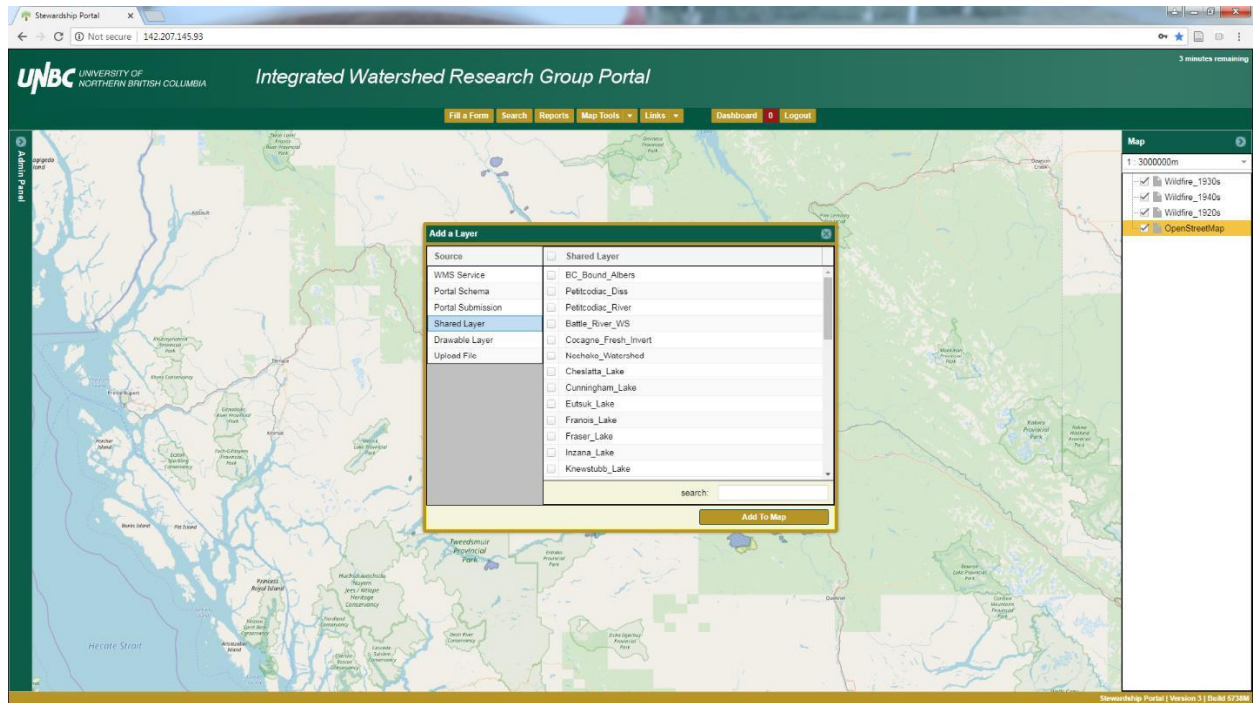 Stewardship Portal
Not secure | 142.207.145.93
3 minutes remaining
UNBC UNIVERSITY OF NORTHERN BRITISH COLUMBIA
Integrated Watershed Research Group Portal
Fill a Form Search Reports Map Tools Links Dashboard 0 Logout
Admin Panel
Map
1 : 3000000m
Wildfire_1930s
Wildfire_1940s
Wildfire_1920s
OpenStreetMap
Add a Layer
Source
WMS Service
Portal Schema
Portal Submission
Shared Layer
Drawable Layer
Upload File
Shared Layer
BC_Bound_Albers
Petitcodiac_Diss
Petitcodiac_River
Battle_River_WS
Cocagne_Fresh_Invert
Nechako_Watershed
Cheslatta_Lake
Cunningham_Lake
Eutsuk_Lake
Franois_Lake
Fraser_Lake
Inzana_Lake
Knewstubb_Lake
search:
Add To Map
Tweedsmuir
Provincial
Park
Princess
Royal Island
Hecate Strait
Quesnel
Stewardship Portal | Version 3 | Build 5738M